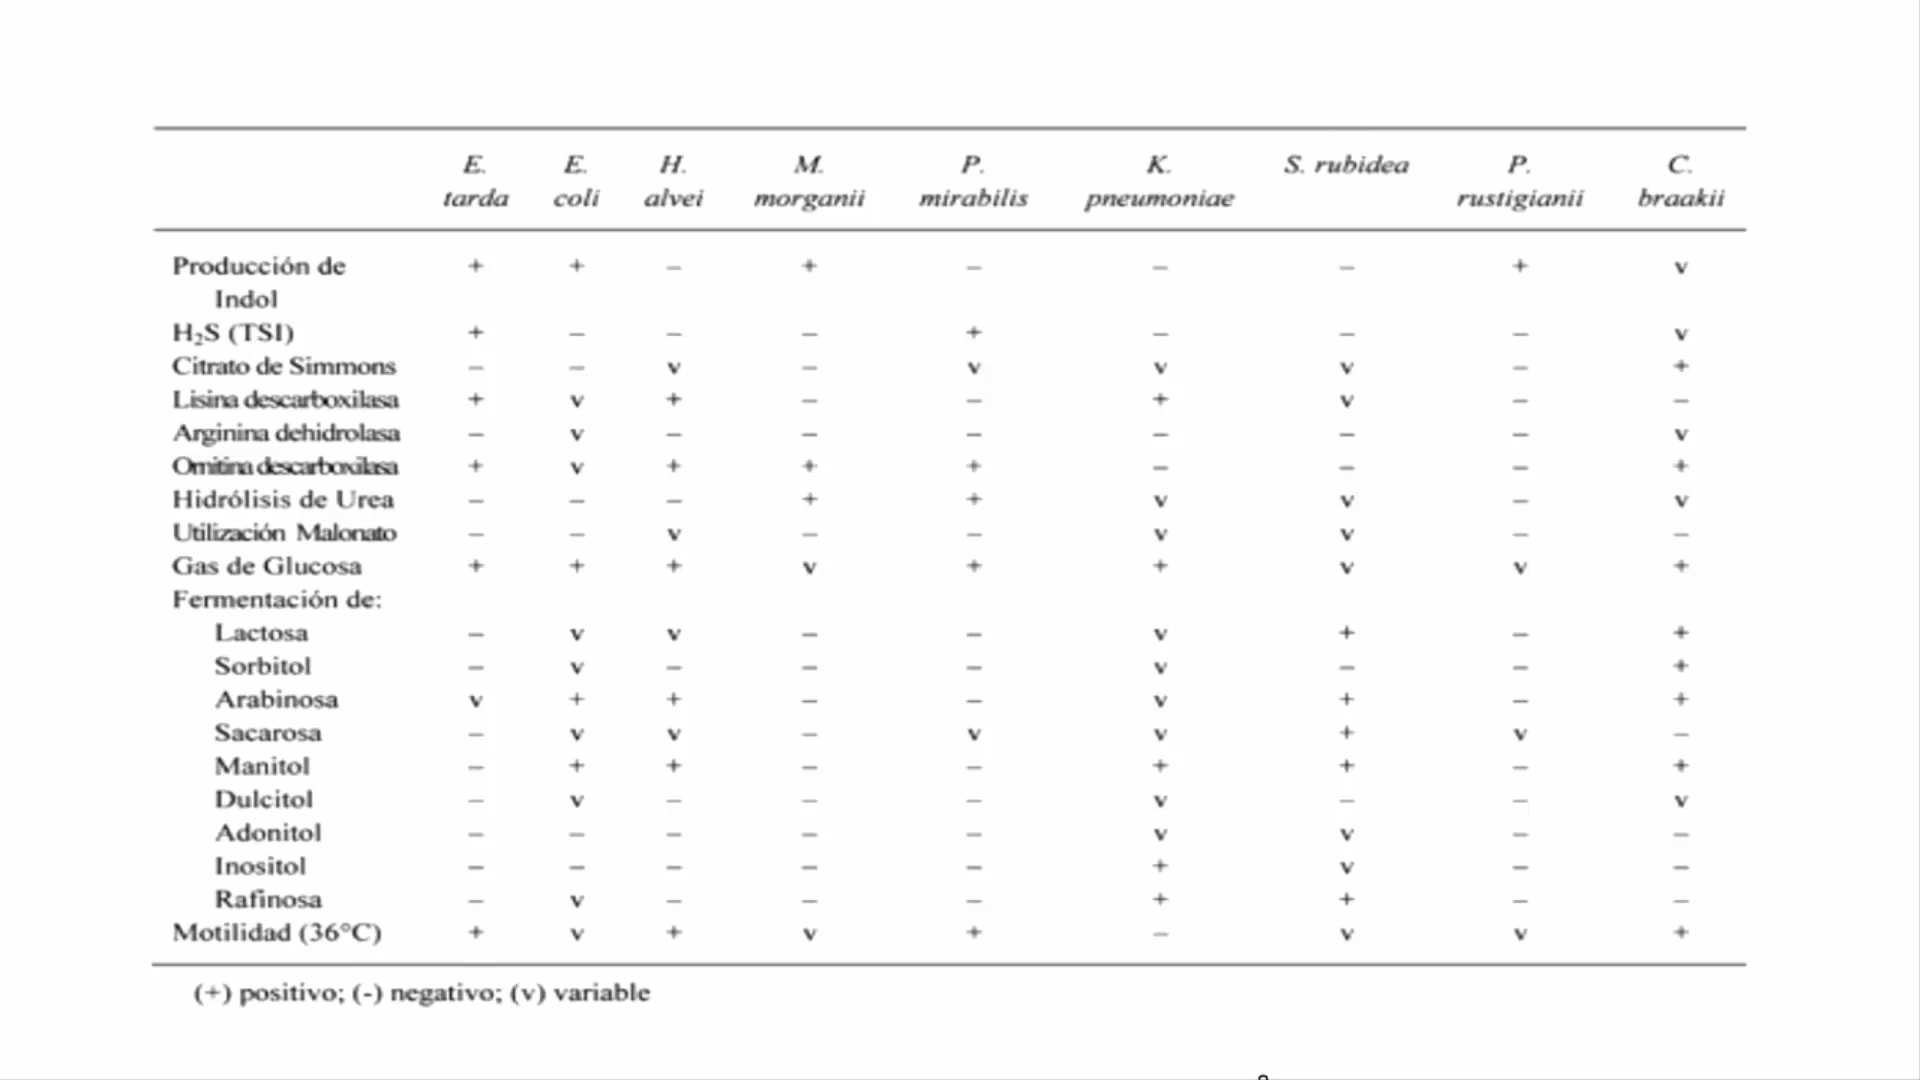 E. E. H. M. P. K. S. rubidea P. C.
tarda coli alvei morganii mirabilis pneumoniae rustigianii braakii
Producción de + + – + – – – + v
Indol
H₂S (TSI) + – – – + – – – v
Citrato de Simmons – – v – v v v – +
Lisina descarboxilasa + v + – – + v – –
Arginina dehidrolasa – v – – – – – – v
Ornitina descarboxilasa + v + + + – – – +
Hidrólisis de Urea – – – + + v v – v
Utilización Malonato – – v – – v v – –
Gas de Glucosa + + + v + + v v +
Fermentación de:
Lactosa – v v – – v + – +
Sorbitol – v – – – v – – +
Arabinosa v + + – – v + – +
Sacarosa – v v – v v + v –
Manitol – + + – – + + – +
Dulcitol – v – – – v – – v
Adonitol – – – – – v v – –
Inositol – – – – – + v – –
Rafinosa – v – – – + + – –
Motilidad (36°C) + v + v + – v v +
(+) positivo; (-) negativo; (v) variable